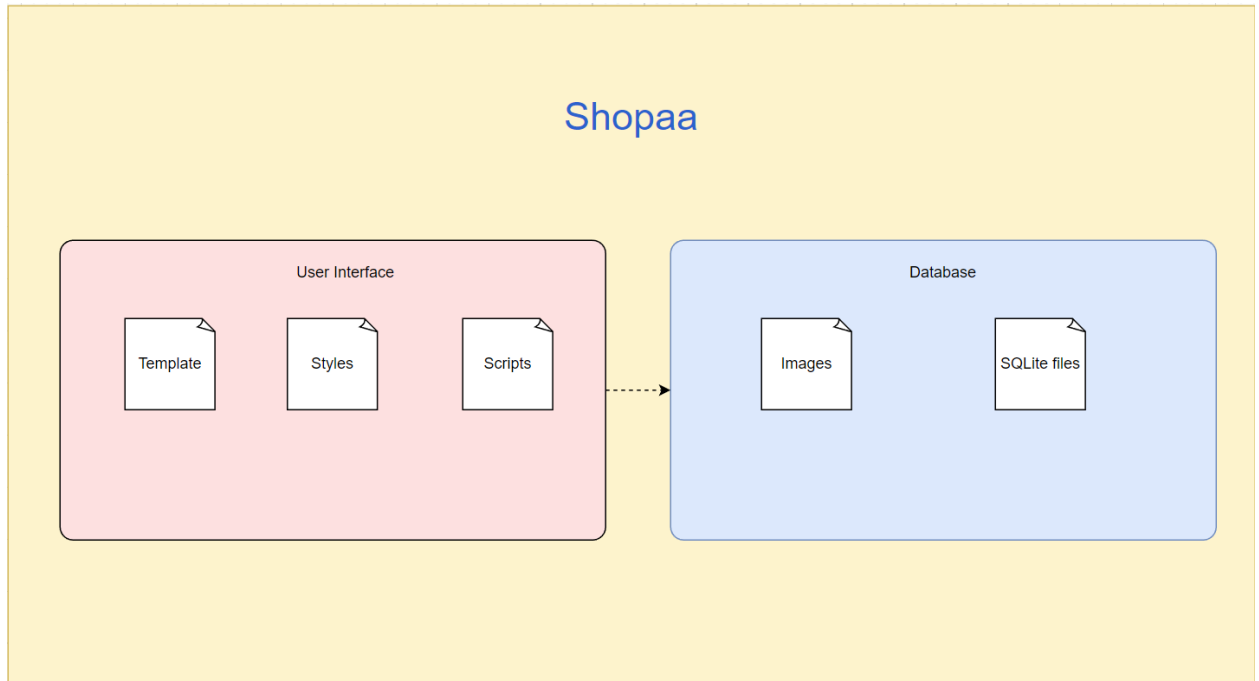 Shopaa
User Interface
Database
Template
Styles
Scripts
Images
SQLite files